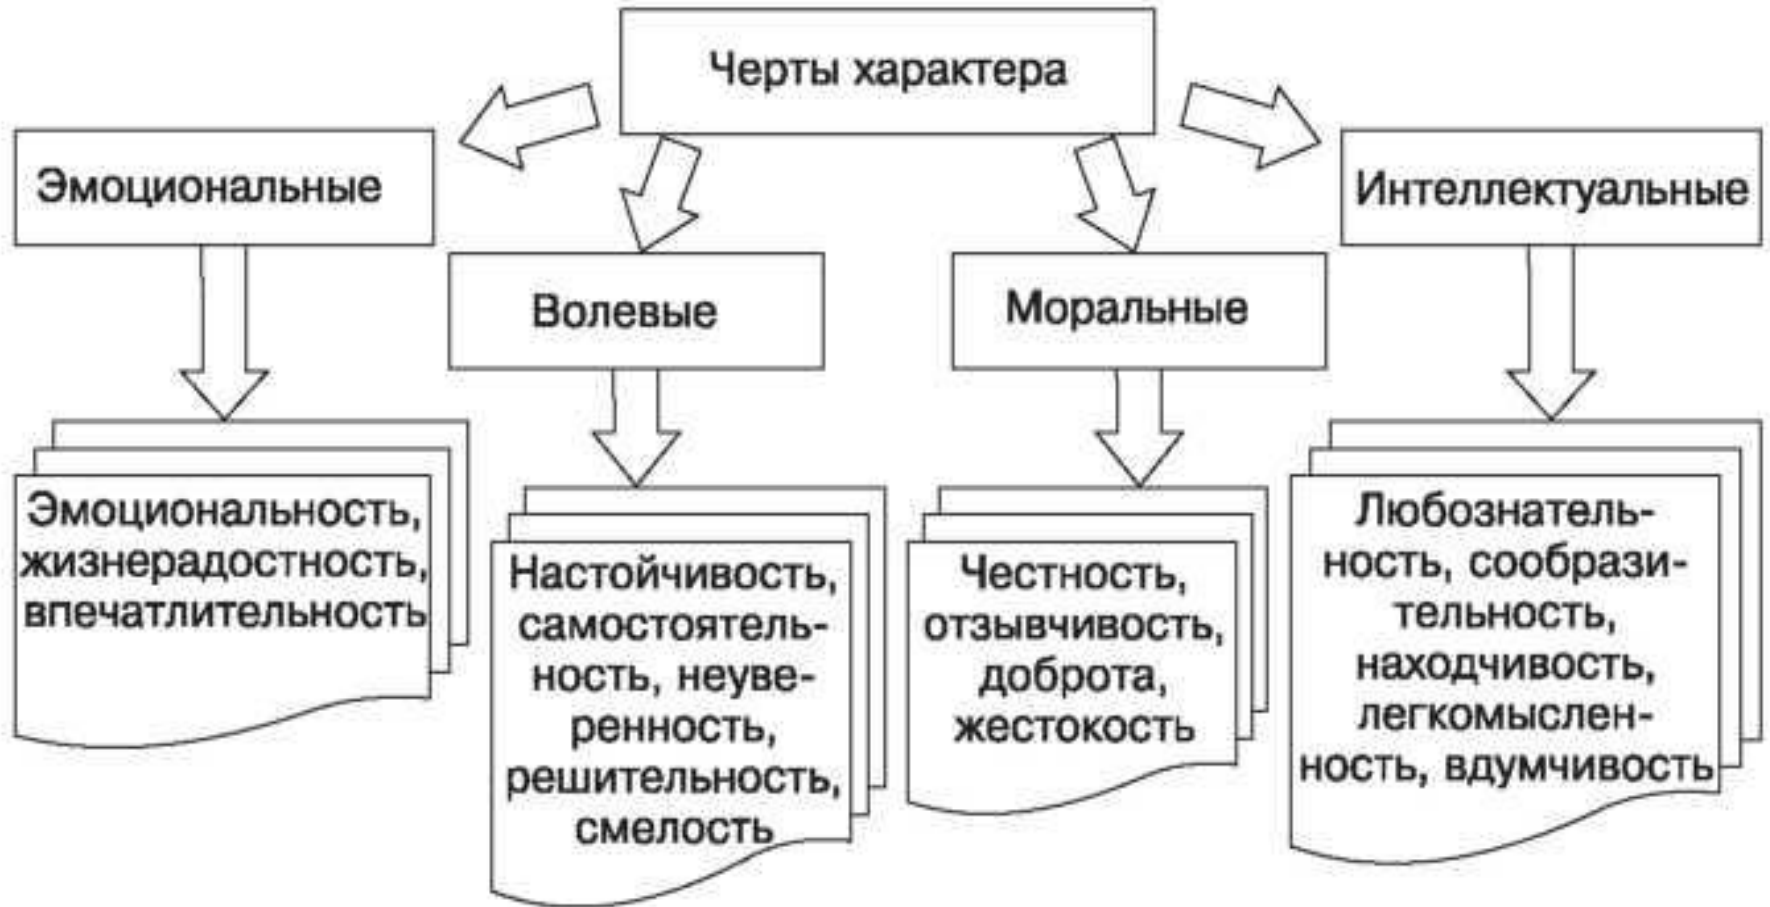 Черты характера
Эмоциональные
Интеллектуальные
Волевые
Моральные
Эмоциональность,
жизнерадостность,
впечатлительность
Настойчивость,
самостоятель-
ность, неуве-
ренность,
решительность,
смелость
Честность,
отзывчивость,
доброта,
жестокость
Любознатель-
ность, сообрази-
тельность,
находчивость,
легкомыслен-
ность, вдумчивость